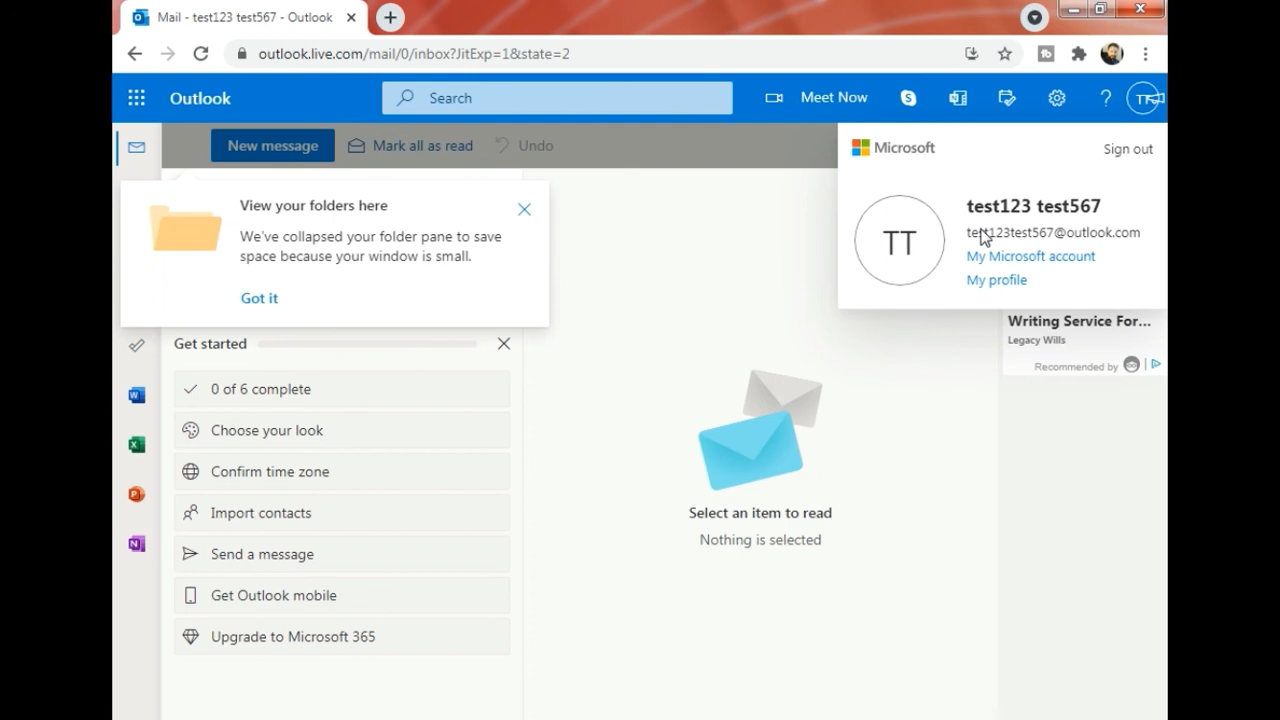 Mail - test123 test567 - Outlook
outlook.live.com/mail/0/inbox?JitExp=1&state=2
Outlook
Search
Meet Now
New message
Mark all as read
Undo
Microsoft
Sign out
View your folders here
We've collapsed your folder pane to save
space because your window is small.
Got it
TT
test123 test567
test123test567@outlook.com
My Microsoft account
My profile
Writing Service For...
Legacy Wills
Recommended by
Get started
0 of 6 complete
Choose your look
Confirm time zone
Import contacts
Send a message
Get Outlook mobile
Upgrade to Microsoft 365
Select an item to read
Nothing is selected